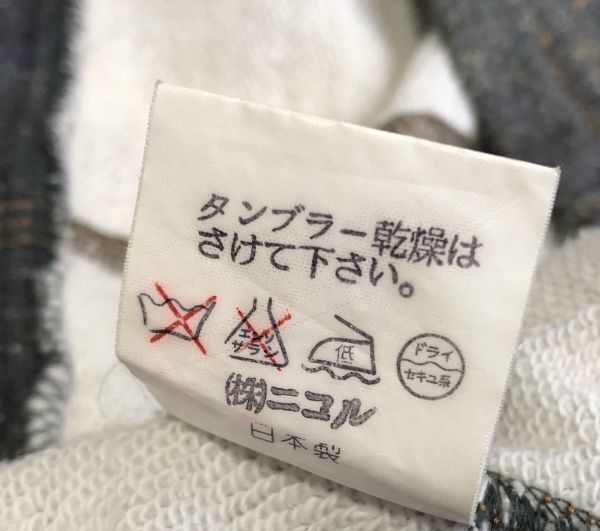 タンブラー乾燥は
さけて下さい。
エンソ
サラシ
低
ドライ
セキユ系
(株)ニコル
日本製